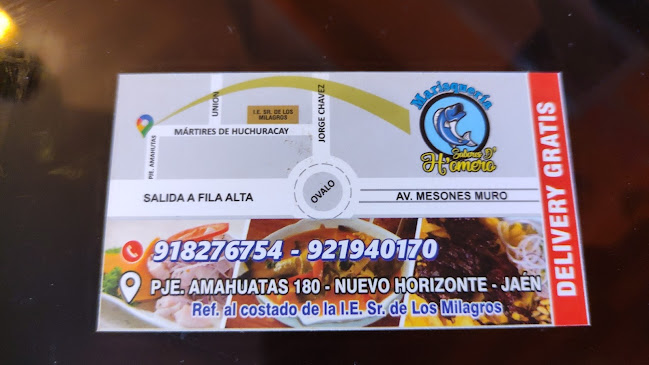 UNION
JORGE CHAVEZ
I.E. SR. DE LOS
MILAGROS
MÁRTIRES DE HUCHURACAY
PJE. AMAHUTAS
SALIDA A FILA ALTA
OVALO
AV. MESONES MURO
Marisquería
Sabores D'
Homero
DELIVERY GRATIS
918276754 - 921940170
PJE. AMAHUATAS 180 - NUEVO HORIZONTE - JAÉN
Ref. al costado de la I.E. Sr. de Los Milagros